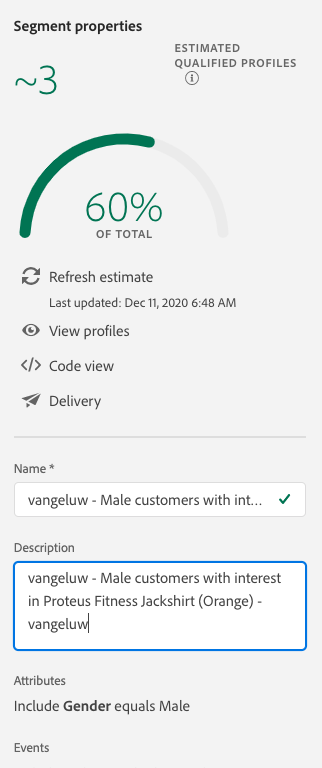 Segment properties
~3
ESTIMATED
QUALIFIED PROFILES
60%
OF TOTAL
Refresh estimate
Last updated: Dec 11, 2020 6:48 AM
View profiles
Code view
Delivery
Name *
vangeluw - Male customers with int...
Description
vangeluw - Male customers with interest
in Proteus Fitness Jackshirt (Orange) -
vangeluw
Attributes
Include Gender equals Male
Events